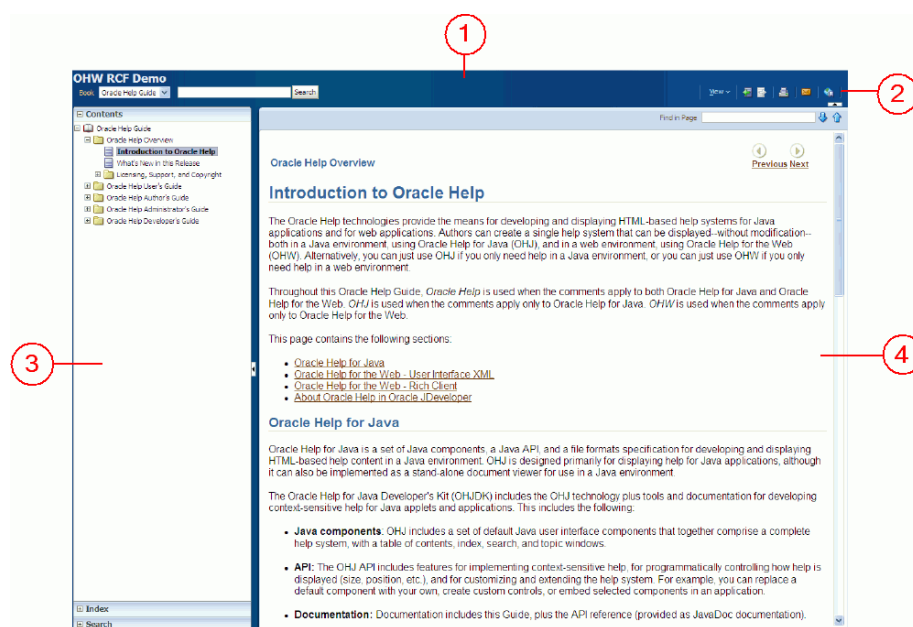 1
OHW RCF Demo
Book Oracle Help Guide Search View
2
Contents
Find in Page
Oracle Help Guide
Oracle Help Overview
Introduction to Oracle Help
What's New in this Release
Licensing, Support, and Copyright
Oracle Help User's Guide
Oracle Help Author's Guide
Oracle Help Administrator's Guide
Oracle Help Developer's Guide
3
Oracle Help Overview
Previous Next
Introduction to Oracle Help
The Oracle Help technologies provide the means for developing and displaying HTML-based help systems for Java
applications and for web applications. Authors can create a single help system that can be displayed--without modification--
both in a Java environment, using Oracle Help for Java (OHJ), and in a web environment, using Oracle Help for the Web
(OHW). Alternatively, you can just use OHJ if you only need help in a Java environment, or you can just use OHW if you only
need help in a web environment.
Throughout this Oracle Help Guide, Oracle Help is used when the comments apply to both Oracle Help for Java and Oracle
Help for the Web. OHJ is used when the comments apply only to Oracle Help for Java. OHW is used when the comments apply
only to Oracle Help for the Web.
This page contains the following sections:
• Oracle Help for Java
• Oracle Help for the Web - User Interface XML
• Oracle Help for the Web - Rich Client
• About Oracle Help in Oracle JDeveloper
4
Oracle Help for Java
Oracle Help for Java is a set of Java components, a Java API, and a file formats specification for developing and displaying
HTML-based help content in a Java environment. OHJ is designed primarily for displaying help for Java applications, although
it can also be implemented as a stand-alone document viewer for use in a Java environment.
The Oracle Help for Java Developer's Kit (OHJDK) includes the OHJ technology plus tools and documentation for developing
context-sensitive help for Java applets and applications. This includes the following:
• Java components: OHJ includes a set of default Java user interface components that together comprise a complete
help system, with a table of contents, index, search, and topic windows.
• API: The OHJ API includes features for implementing context-sensitive help, for programmatically controlling how help is
displayed (size, position, etc.), and for customizing and extending the help system. For example, you can replace a
default component with your own, create custom controls, or embed selected components in an application.
• Documentation: Documentation includes this Guide, plus the API reference (provided as JavaDoc documentation).
Index
Search